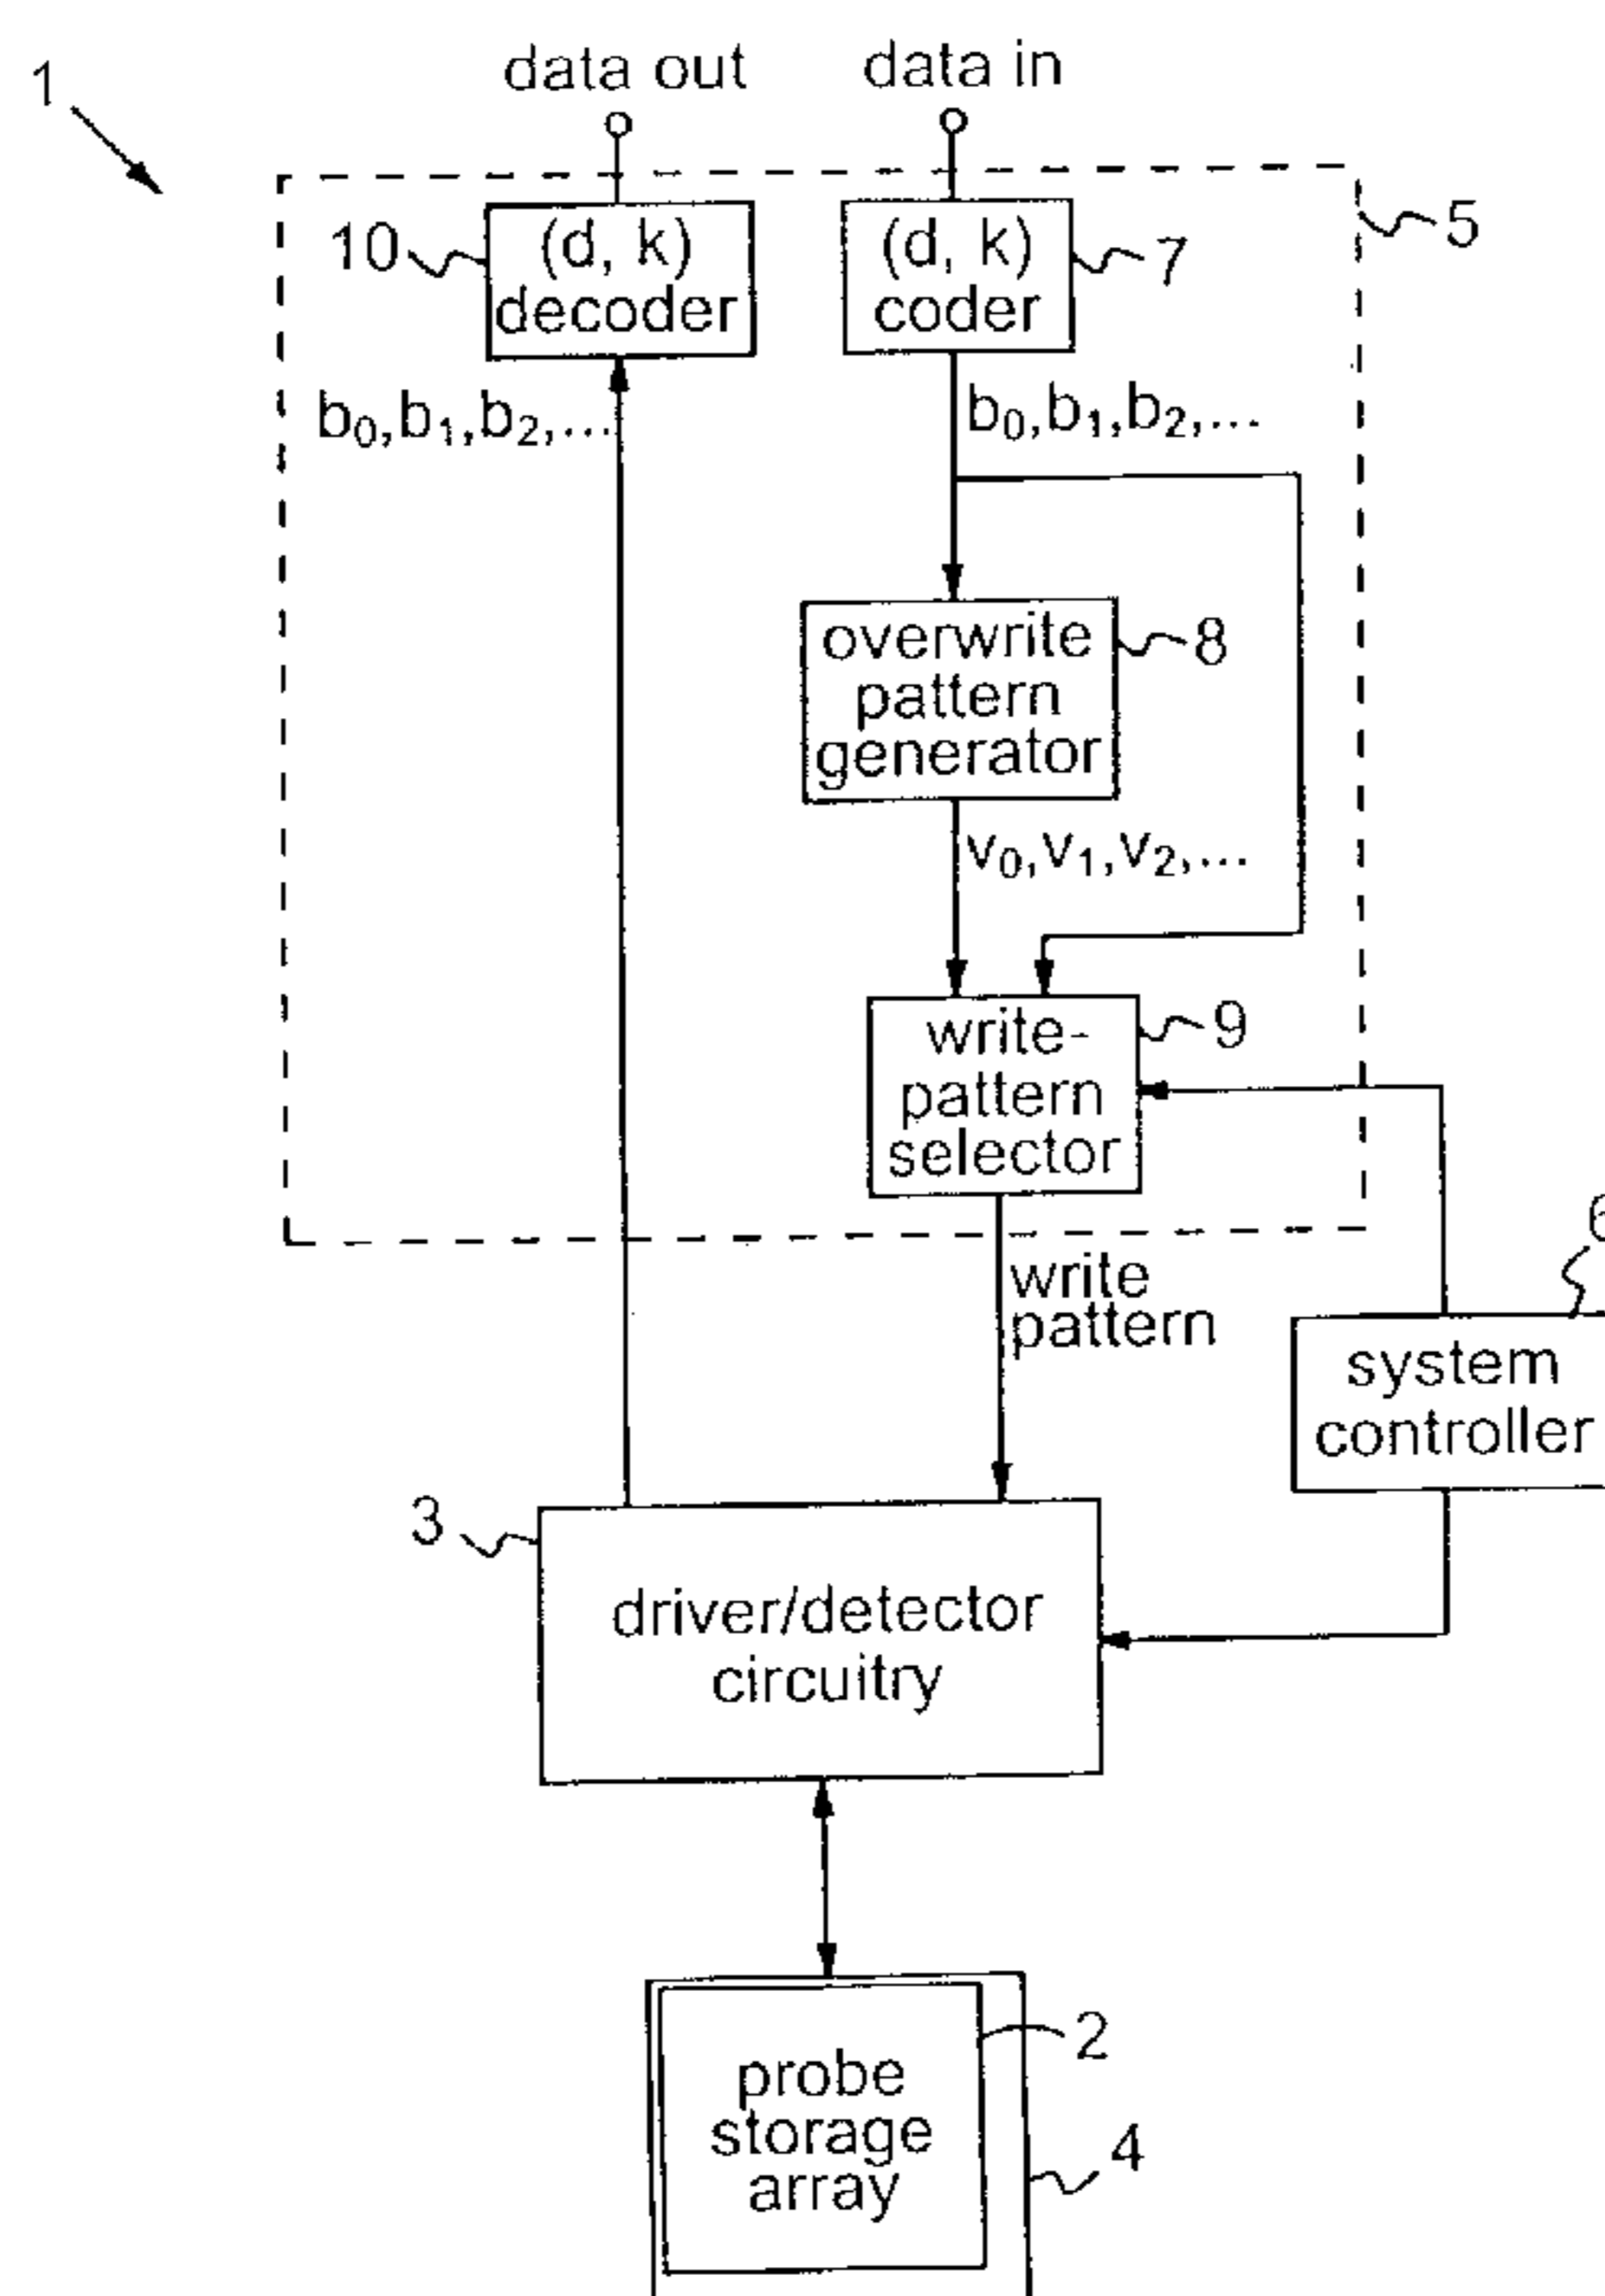 1
data out
data in
10
(d, k)
decoder
(d, k)
coder
7
5
b₀,b₁,b₂,...
b₀,b₁,b₂,...
overwrite
pattern
generator
8
v₀,v₁,v₂,...
write-
pattern
selector
9
write
pattern
6
system
controller
3
driver/detector
circuitry
probe
storage
array
2
4